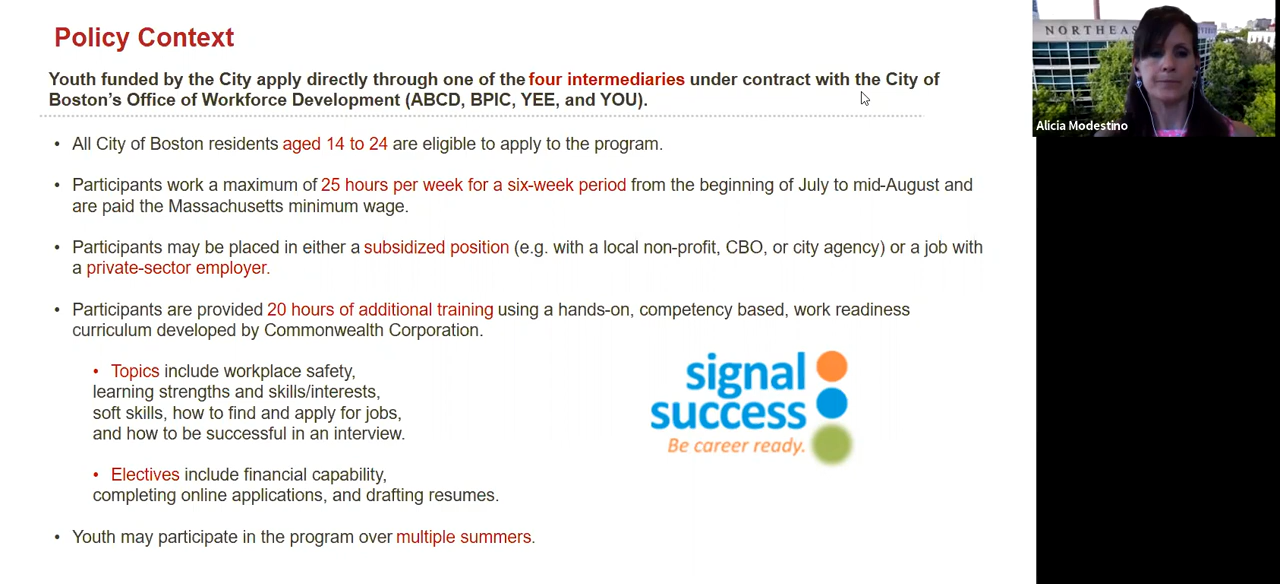 Policy Context
Youth funded by the City apply directly through one of the four intermediaries under contract with the City of
Boston's Office of Workforce Development (ABCD, BPIC, YEE, and YOU).
• All City of Boston residents aged 14 to 24 are eligible to apply to the program.
• Participants work a maximum of 25 hours per week for a six-week period from the beginning of July to mid-August and
are paid the Massachusetts minimum wage.
• Participants may be placed in either a subsidized position (e.g. with a local non-profit, CBO, or city agency) or a job with
a private-sector employer.
• Participants are provided 20 hours of additional training using a hands-on, competency based, work readiness
curriculum developed by Commonwealth Corporation.
• Topics include workplace safety,
learning strengths and skills/interests,
soft skills, how to find and apply for jobs,
and how to be successful in an interview.
• Electives include financial capability,
completing online applications, and drafting resumes.
• Youth may participate in the program over multiple summers.
signal
success
Be career ready.
NORTHEAS
Alicia Modestino